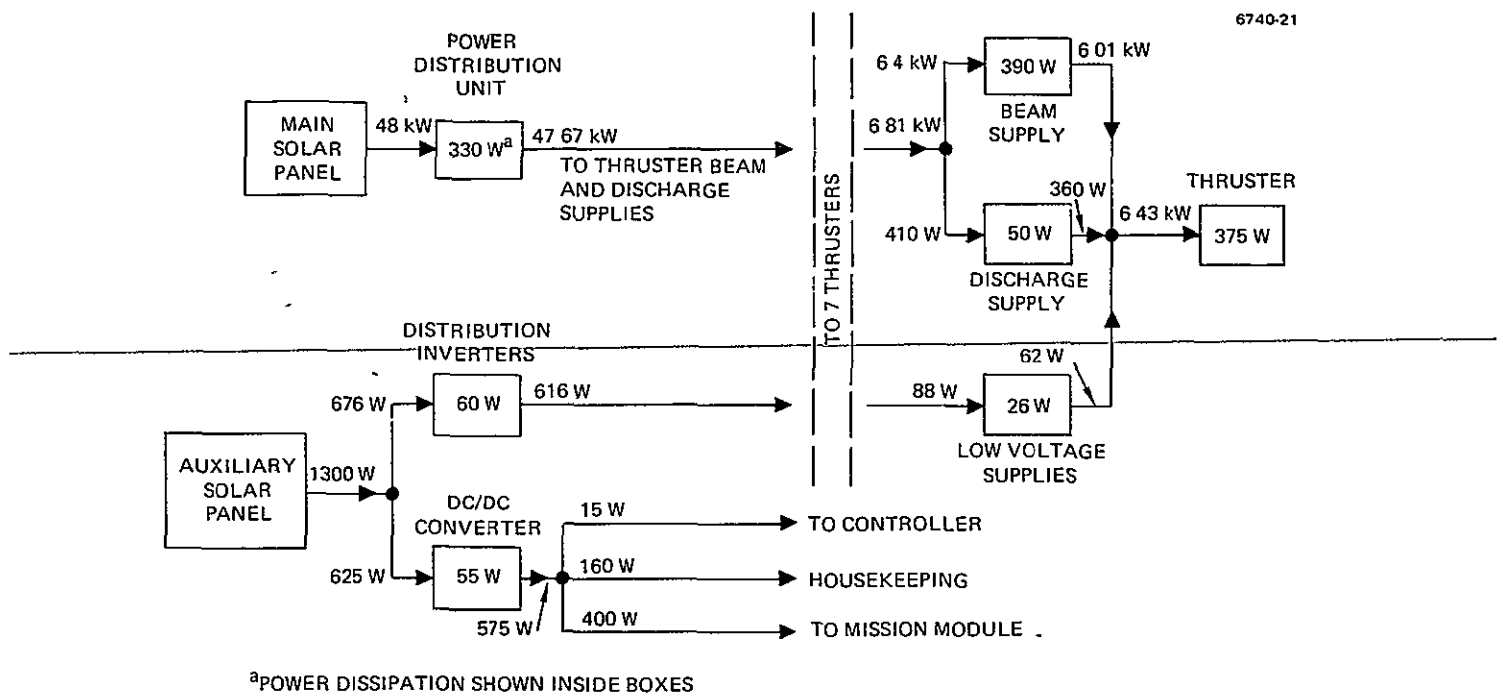 6740-21
POWER
DISTRIBUTION
UNIT
MAIN
SOLAR
PANEL
48 kW
330 Wᵃ
47 67 kW
TO THRUSTER BEAM
AND DISCHARGE
SUPPLIES
TO 7 THRUSTERS
6 81 kW
6 4 kW
390 W
6 01 kW
BEAM
SUPPLY
410 W
50 W
360 W
DISCHARGE
SUPPLY
6 43 kW
THRUSTER
375 W
DISTRIBUTION
INVERTERS
676 W
60 W
616 W
88 W
26 W
62 W
LOW VOLTAGE
SUPPLIES
AUXILIARY
SOLAR
PANEL
1300 W
DC/DC
CONVERTER
625 W
55 W
575 W
15 W
TO CONTROLLER
160 W
HOUSEKEEPING
400 W
TO MISSION MODULE
ᵃPOWER DISSIPATION SHOWN INSIDE BOXES